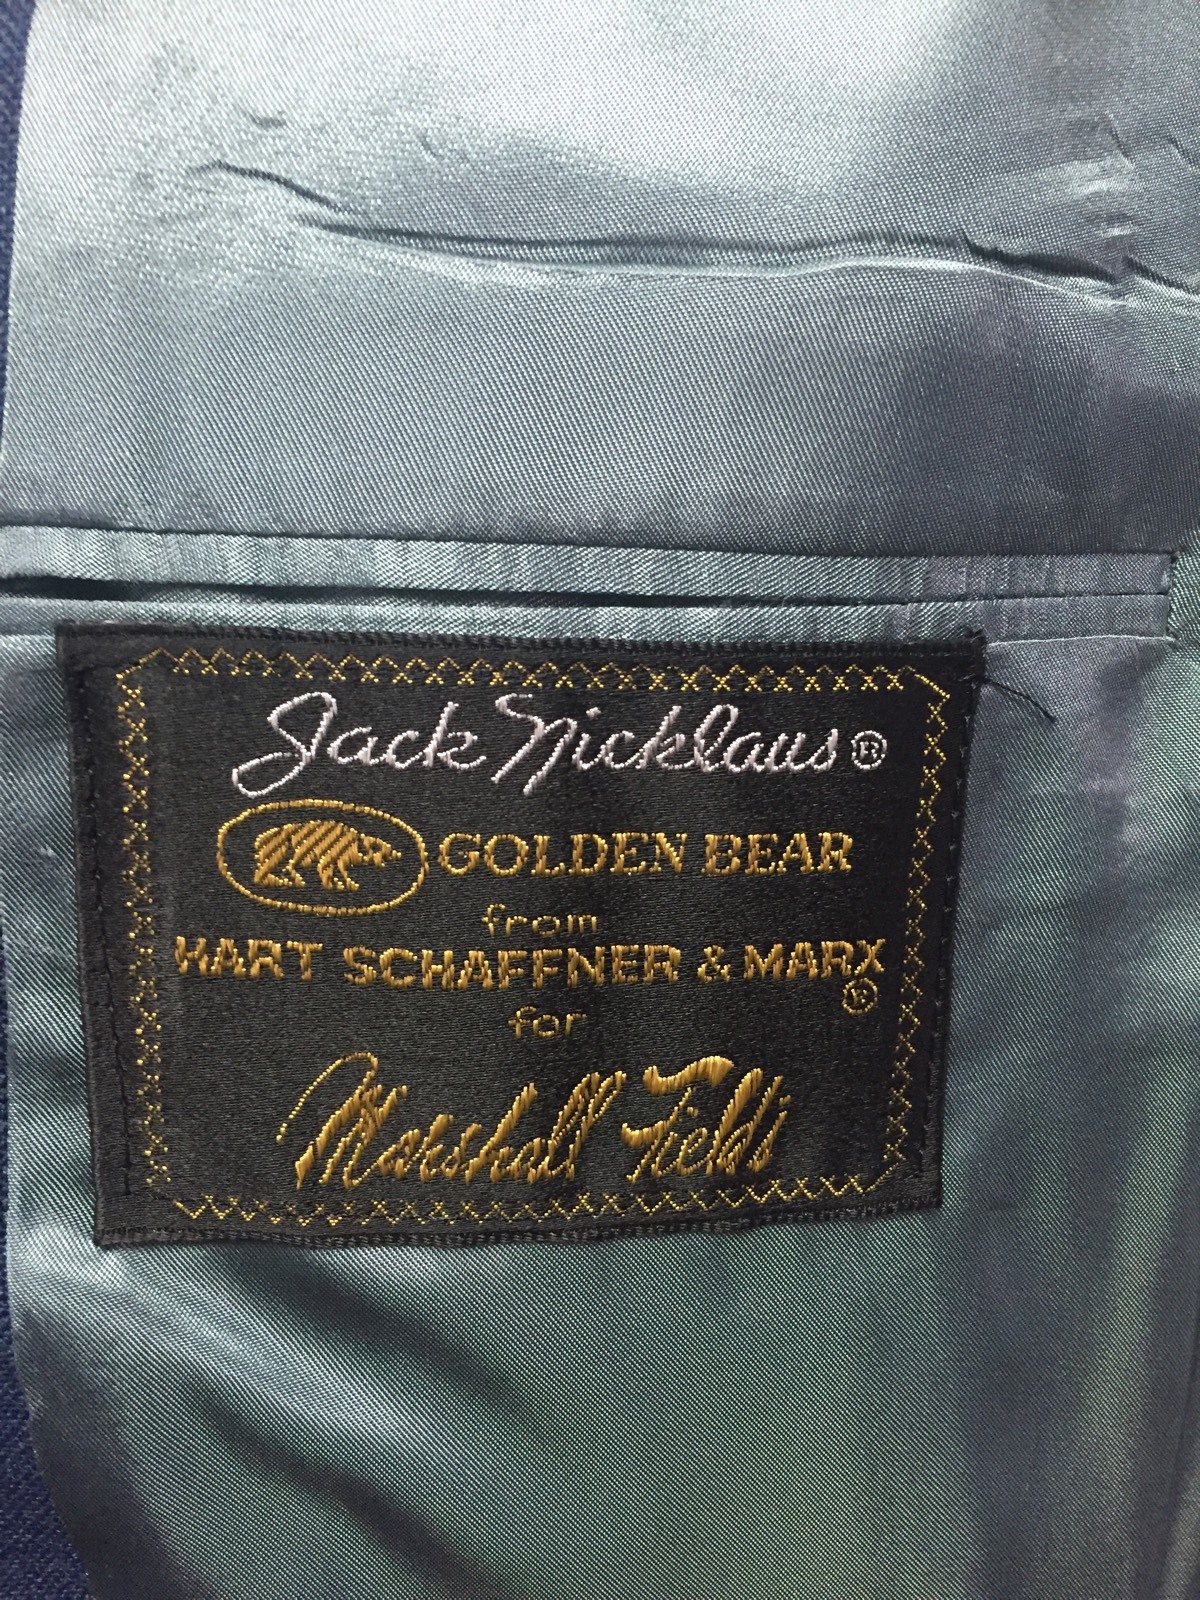 Jack Nicklaus®
GOLDEN BEAR
from
HART SCHAFFNER & MARX
®
for
Marshall Field's